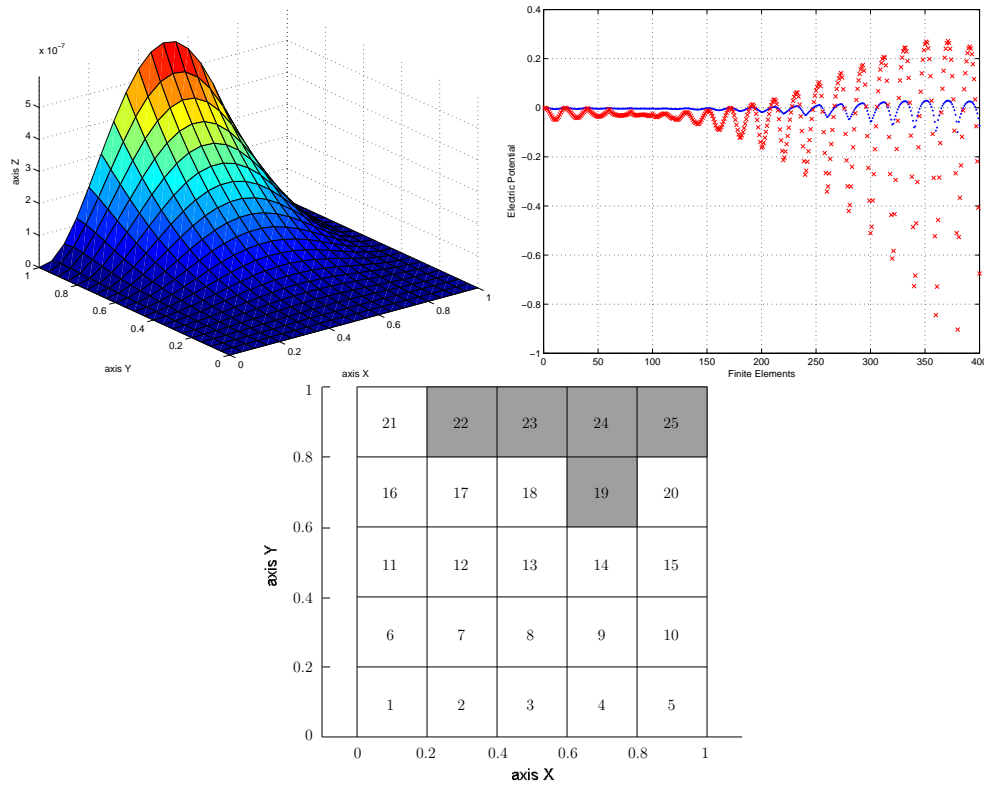 x 10⁻⁷
5
4
3
2
1
0
axis Z
1
0.8
0.6
0.4
0.2
0
axis Y
0
0.2
0.4
0.6
0.8
1
axis X
0.4
0.2
0
−0.2
−0.4
−0.6
−0.8
−1
Electric Potential
0 50 100 150 200 250 300 350 400
Finite Elements
1
0.8
0.6
0.4
0.2
0
axis Y
21 22 23 24 25
16 17 18 19 20
11 12 13 14 15
6 7 8 9 10
1 2 3 4 5
0 0.2 0.4 0.6 0.8 1
axis X